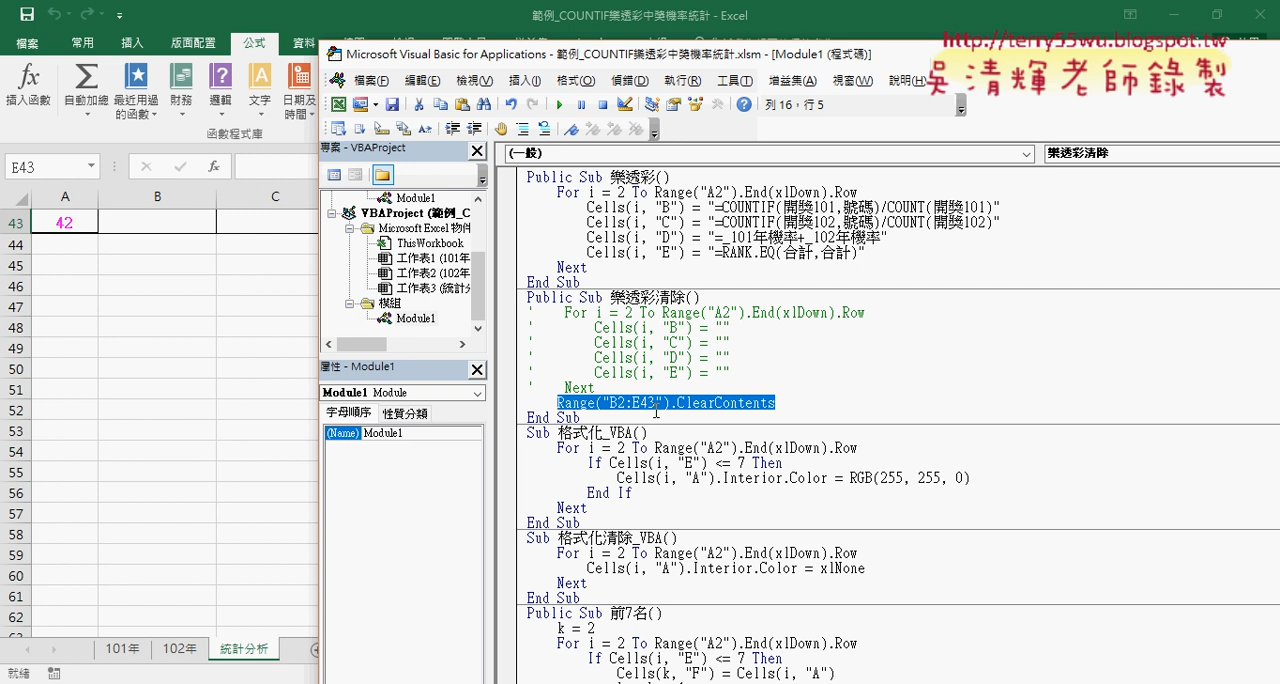 範例_COUNTIF樂透彩中獎機率統計 - Excel
檔案 常用 插入 版面配置 公式 資料
Microsoft Visual Basic for Applications - 範例_COUNTIF樂透彩中獎機率統計.xlsm - [Module1 (程式碼)]
http://terry55wu.blogspot.tw
吳清輝老師錄製
檔案(F) 編輯(E) 檢視(V) 插入(I) 格式(O) 偵錯(D) 執行(R) 工具(T) 增益集(A) 視窗(W) 說明(H)
插入函數 自動加總 最近用過的函數 財務 邏輯 文字 日期及時間
函數程式庫
列 16，行 5
專案 - VBAProject
(一般) 樂透彩清除
E43
A B C
43 42
44
45
46
47
48
49
50
51
52
53
54
55
56
57
58
59
60
61
62
Module1
VBAProject (範例_C
Microsoft Excel 物件
ThisWorkbook
工作表1 (101年
工作表2 (102年
工作表3 (統計分
模組
Module1
屬性 - Module1
Module1 Module
字母順序 性質分類
(Name) Module1
Public Sub 樂透彩()
For i = 2 To Range("A2").End(xlDown).Row
Cells(i, "B") = "=COUNTIF(開獎101,號碼)/COUNT(開獎101)"
Cells(i, "C") = "=COUNTIF(開獎102,號碼)/COUNT(開獎102)"
Cells(i, "D") = "=_101年機率+_102年機率"
Cells(i, "E") = "=RANK.EQ(合計,合計)"
Next
End Sub
Public Sub 樂透彩清除()
' For i = 2 To Range("A2").End(xlDown).Row
' Cells(i, "B") = ""
' Cells(i, "C") = ""
' Cells(i, "D") = ""
' Cells(i, "E") = ""
' Next
Range("B2:E43").ClearContents
End Sub
Sub 格式化_VBA()
For i = 2 To Range("A2").End(xlDown).Row
If Cells(i, "E") <= 7 Then
Cells(i, "A").Interior.Color = RGB(255, 255, 0)
End If
Next
End Sub
Sub 格式化清除_VBA()
For i = 2 To Range("A2").End(xlDown).Row
Cells(i, "A").Interior.Color = xlNone
Next
End Sub
Public Sub 前7名()
k = 2
For i = 2 To Range("A2").End(xlDown).Row
If Cells(i, "E") <= 7 Then
Cells(k, "F") = Cells(i, "A")
101年 102年 統計分析
就緒